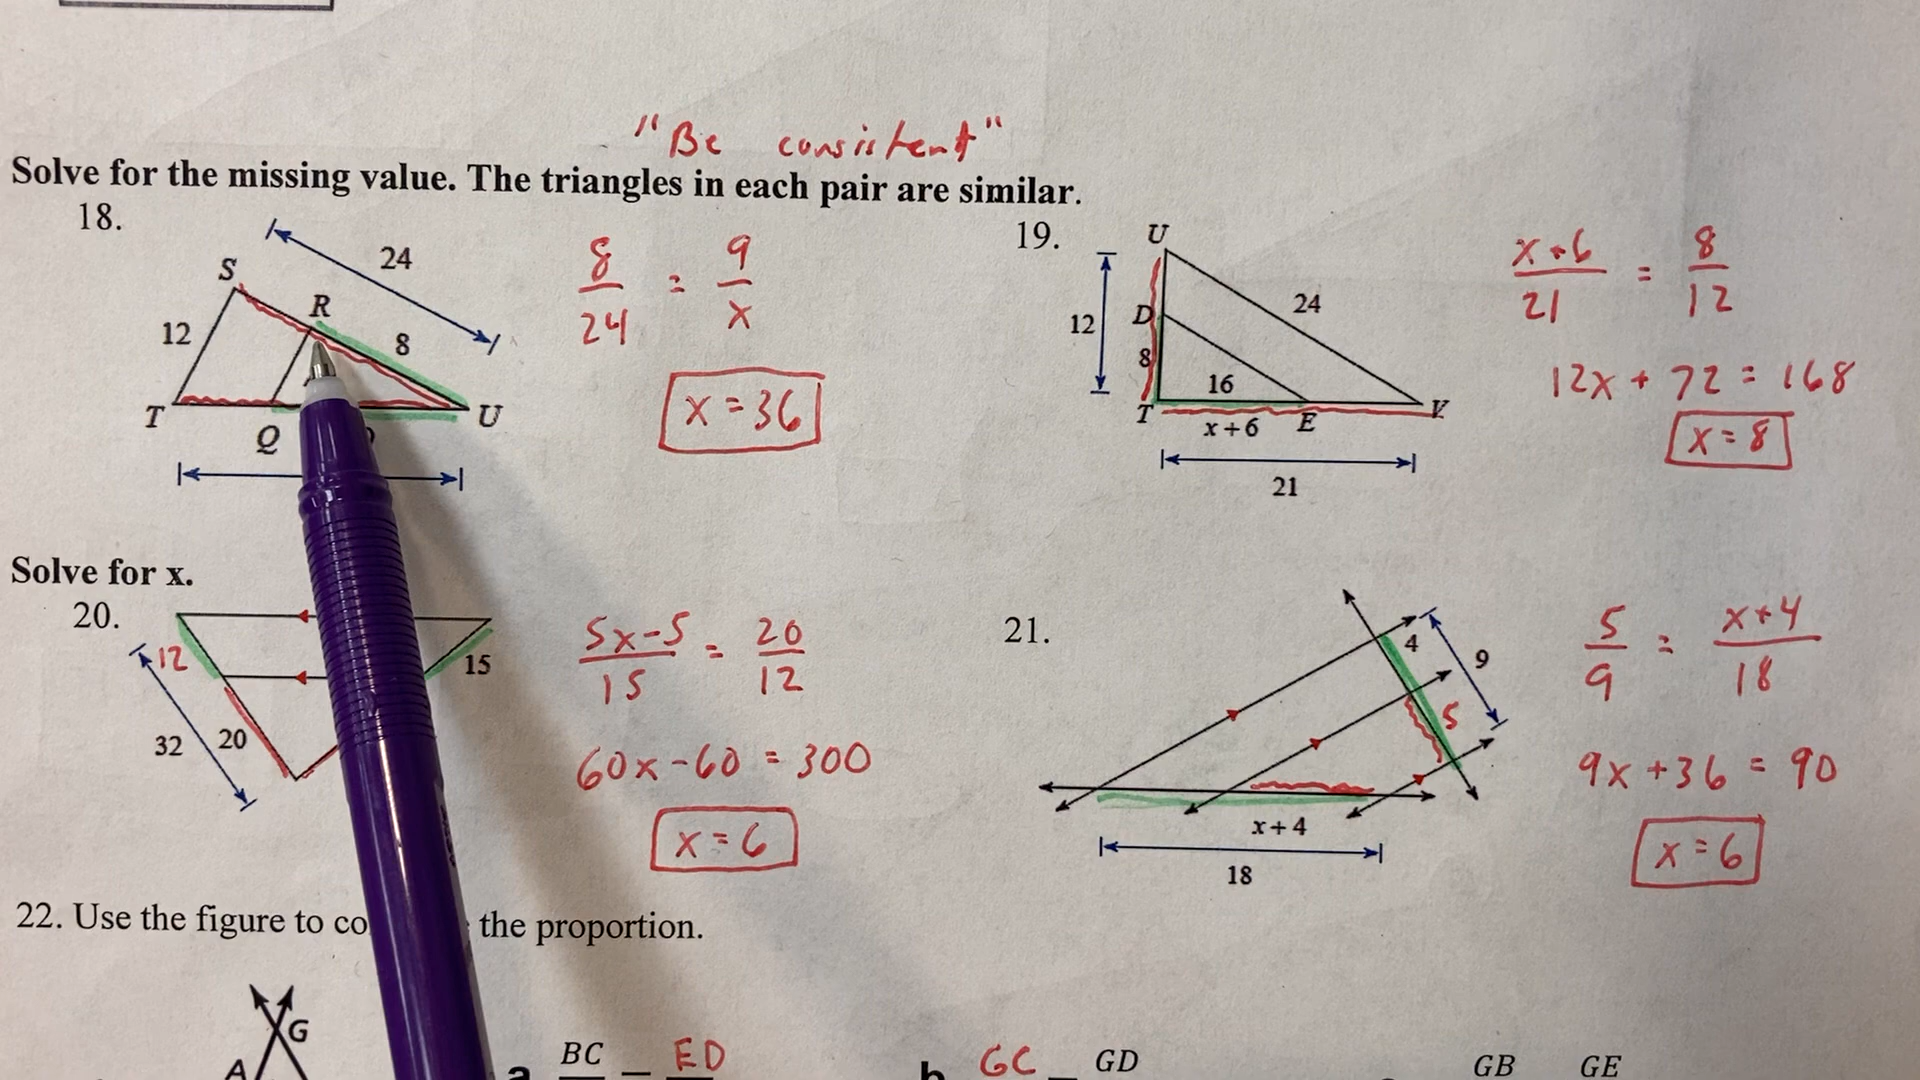 "Be consistent"
Solve for the missing value. The triangles in each pair are similar.
18.
S
24
R
12
8
T
Q
U
8/24 = 9/x
x = 36
19.
U
12
D
24
8
16
T
x+6
E
V
21
x+6/21 = 8/12
12x + 72 = 168
x = 8
Solve for x.
20.
12
15
32
20
5x-5/15 = 20/12
60x-60 = 300
x = 6
21.
4
9
5
x+4
18
5/9 = x+4/18
9x+36 = 90
x = 6
22. Use the figure to co the proportion.
G
A
a BC ED
b GC GD
GB GE